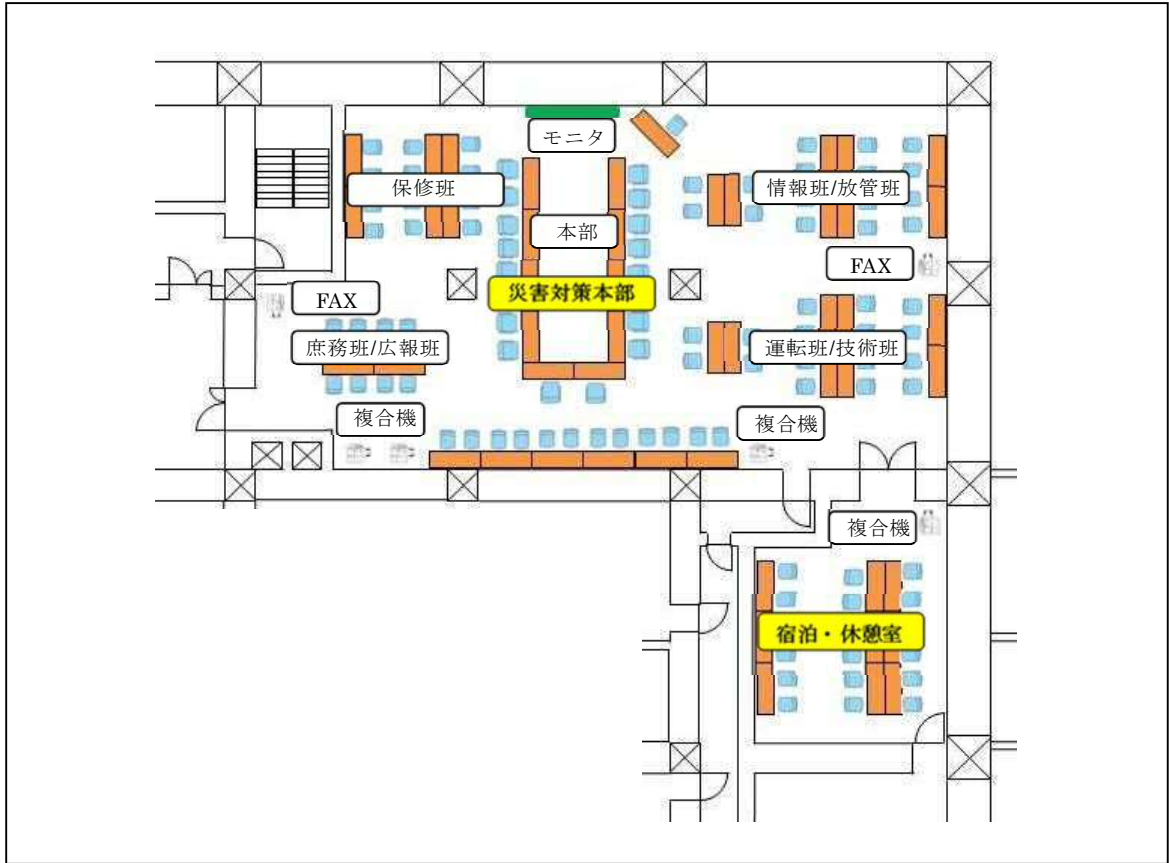 モニタ
保修班
情報班/放管班
本部
FAX
災害対策本部
FAX
庶務班/広報班
運転班/技術班
複合機
複合機
複合機
宿泊・休憩室